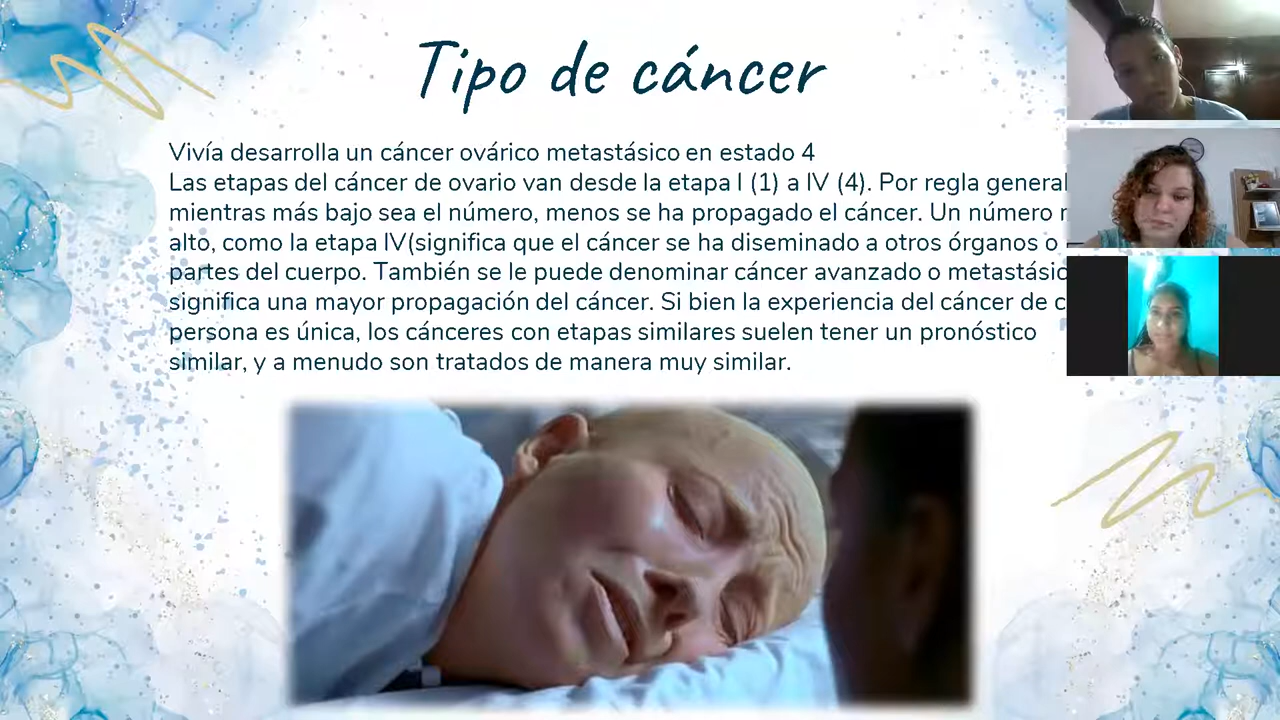 Tipo de cáncer
Vivía desarrolla un cáncer ovárico metastásico en estado 4
Las etapas del cáncer de ovario van desde la etapa I (1) a IV (4). Por regla general
mientras más bajo sea el número, menos se ha propagado el cáncer. Un número
alto, como la etapa IV(significa que el cáncer se ha diseminado a otros órganos o
partes del cuerpo. También se le puede denominar cáncer avanzado o
significa una mayor propagación del cáncer. Si bien la experiencia del cáncer de
persona es única, los cánceres con etapas similares suelen tener un pronóstico
similar, y a menudo son tratados de manera muy similar.